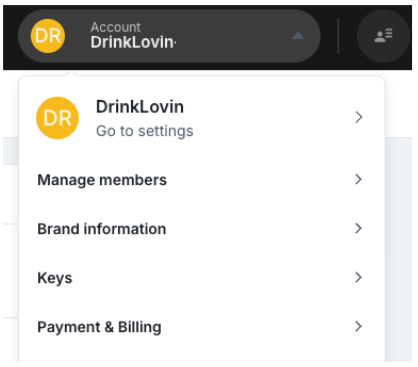 DR
Account
DrinkLovin
DR
DrinkLovin
Go to settings
Manage members
Brand information
Keys
Payment & Billing